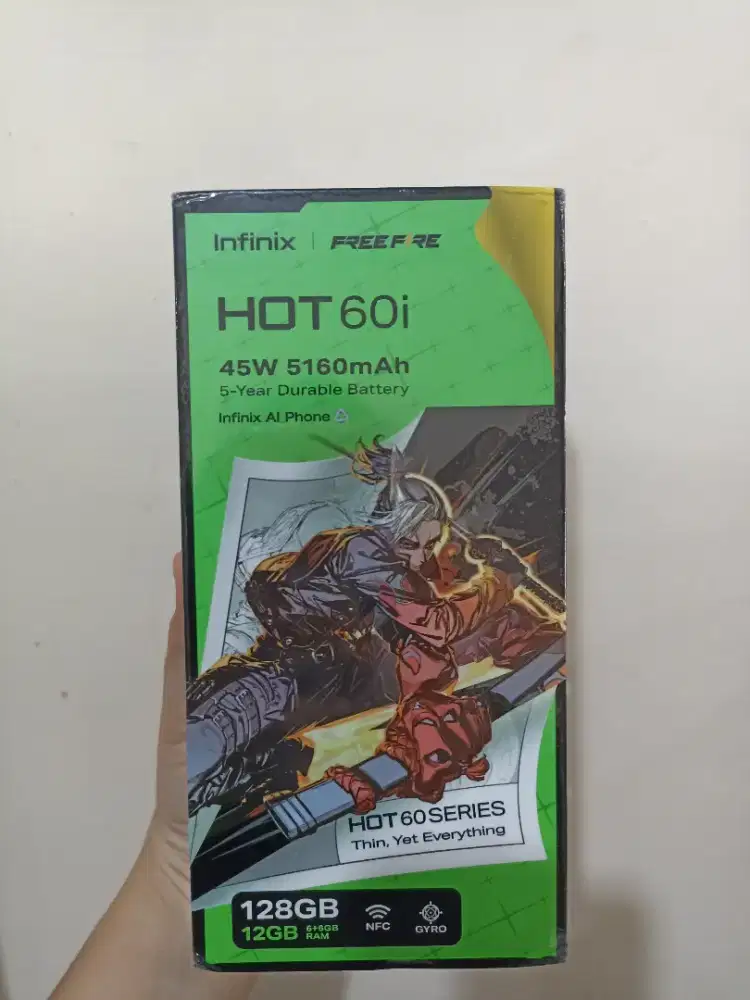 Infinix | FREE FIRE
HOT 60i
45W 5160mAh
5-Year Durable Battery
Infinix AI Phone
HOT 60 SERIES
Thin, Yet Everything
128GB
12GB 6+6GB RAM
NFC
GYRO